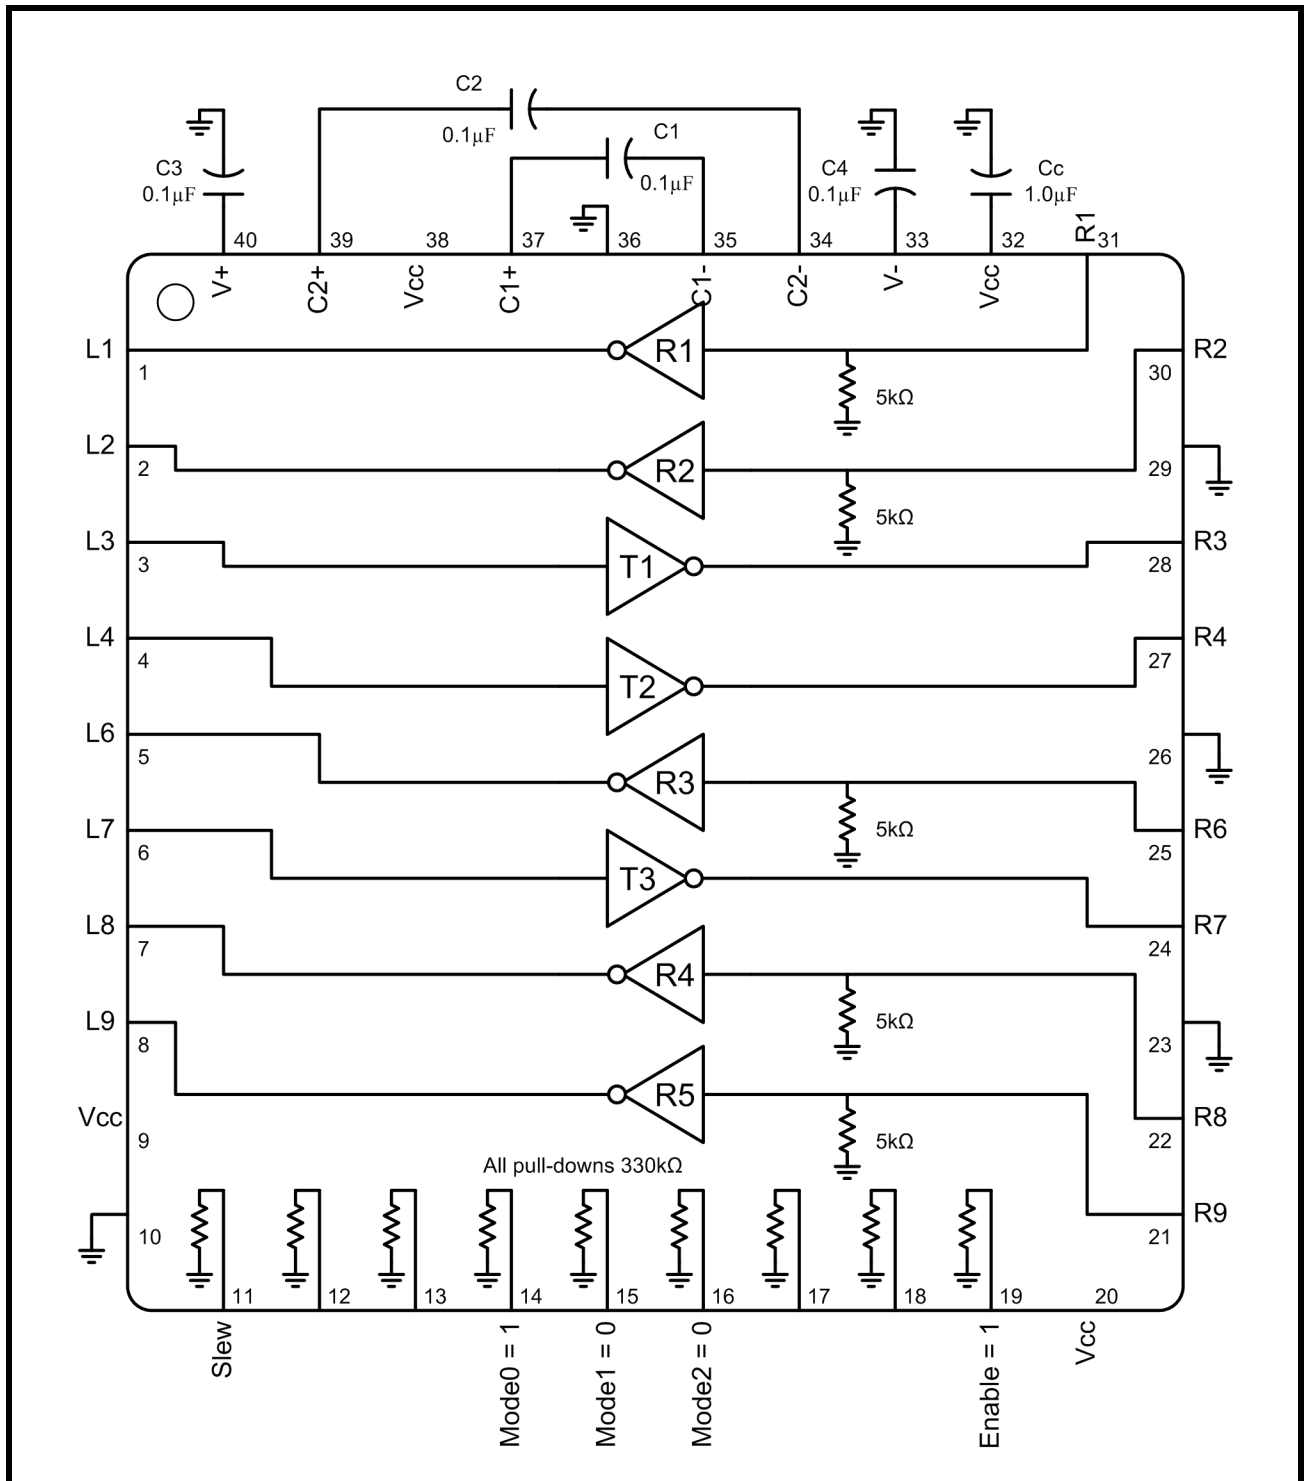 C2
0.1µF
C1
0.1µF
C3
0.1µF
C4
0.1µF
Cc
1.0µF
40 39 38 37 36 35 34 33 32 R1 31
V+ C2+ Vcc C1+ C1- C2- V- Vcc
L1 R1 R2
1 30
5kΩ
L2
2 R2 29
5kΩ
L3 R3
3 T1 28
L4 R4
4 T2 27
L6
5 R3 26
5kΩ R6
L7
6 25
T3
L8 R7
7 24
R4
5kΩ
L9
8 23
R5
Vcc R8
9 5kΩ 22
All pull-downs 330kΩ
R9
10 21
11 12 13 14 15 16 17 18 19 20
Slew
Mode0 = 1
Mode1 = 0
Mode2 = 0
Enable = 1
Vcc